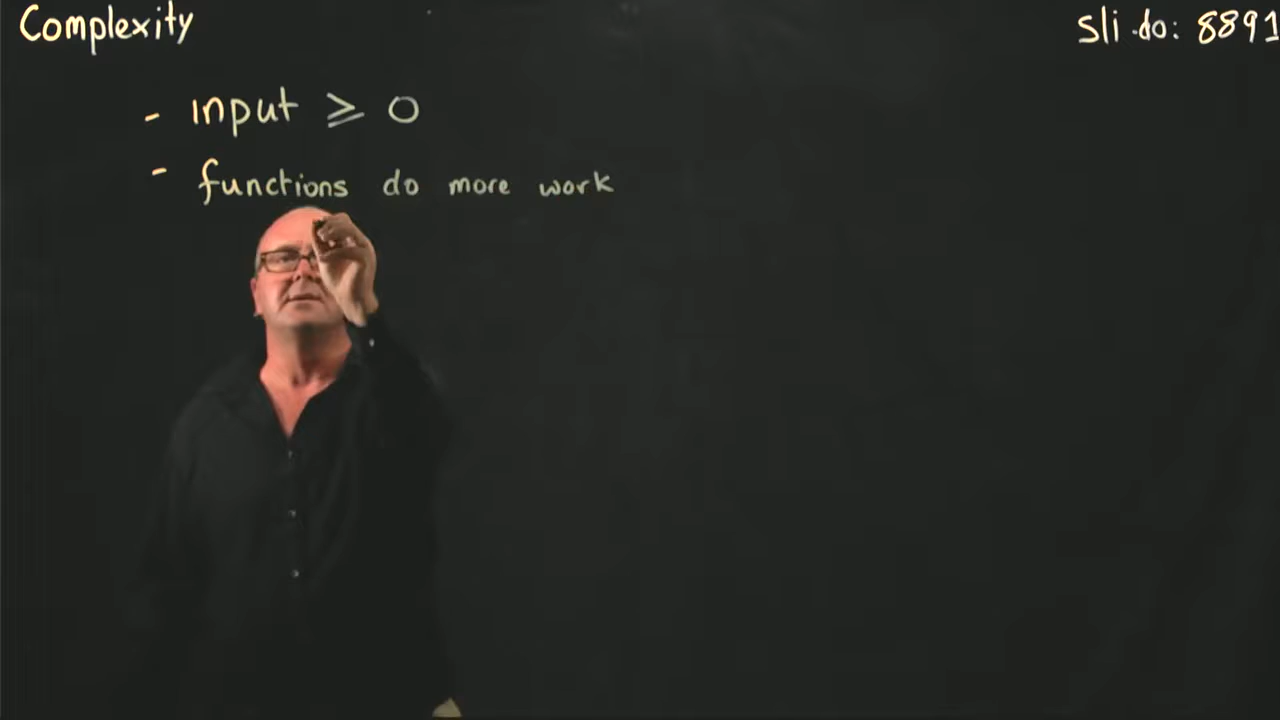 Complexity
sli.do: 8891
- input ≥ 0
- functions do more work